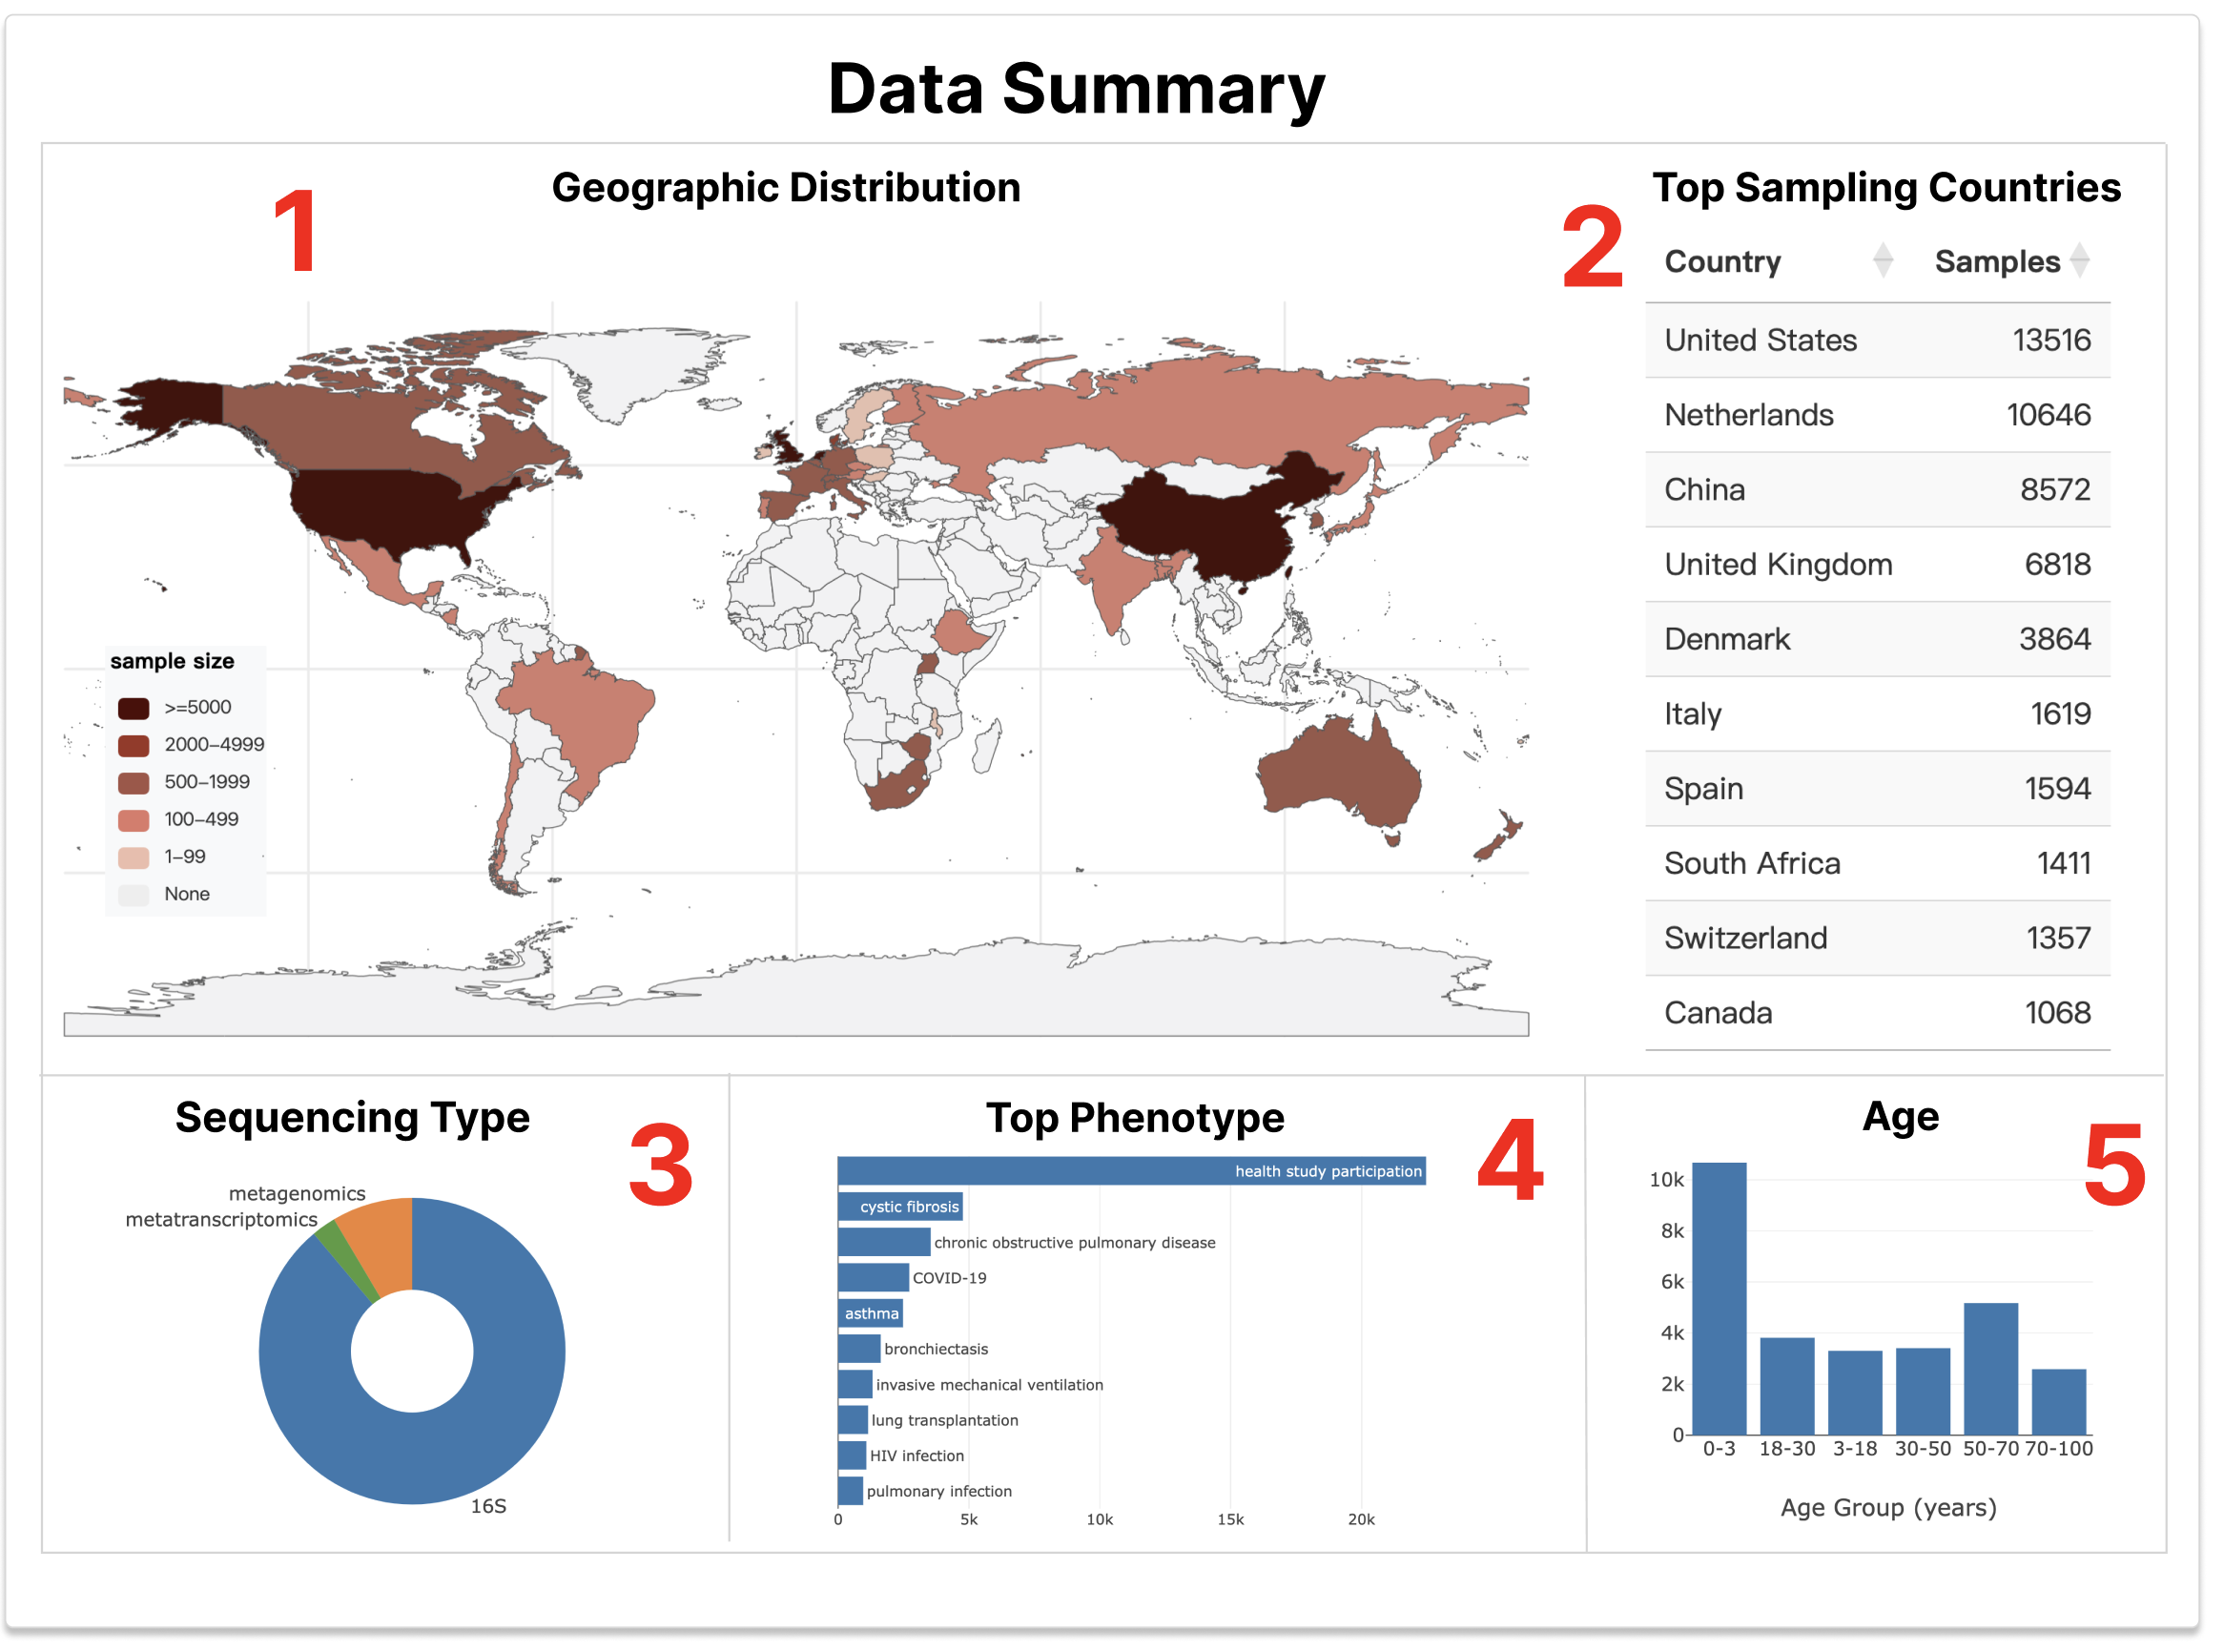 Data Summary
1
Geographic Distribution
sample size
>=5000
2000–4999
500–1999
100–499
1–99
None
2
Top Sampling Countries
Country Samples
United States 13516
Netherlands 10646
China 8572
United Kingdom 6818
Denmark 3864
Italy 1619
Spain 1594
South Africa 1411
Switzerland 1357
Canada 1068
Sequencing Type
3
metagenomics
metatranscriptomics
16S
Top Phenotype
4
health study participation
cystic fibrosis
chronic obstructive pulmonary disease
COVID-19
asthma
bronchiectasis
invasive mechanical ventilation
lung transplantation
HIV infection
pulmonary infection
0 5k 10k 15k 20k
Age
5
10k
8k
6k
4k
2k
0
0-3 18-30 3-18 30-50 50-70 70-100
Age Group (years)